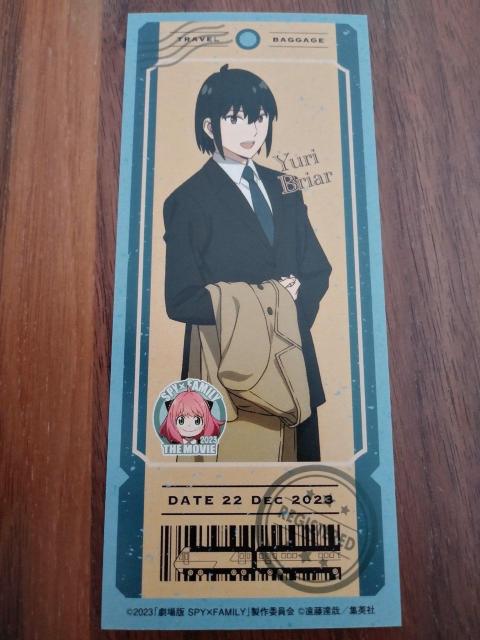 TRAVEL BAGGAGE
Yuri
Briar
SPY×FAMILY
2023
THE MOVIE
DATE 22 DEC 2023
REGISTERED
©2023「劇場版 SPY×FAMILY」製作委員会 ©遠藤達哉／集英社